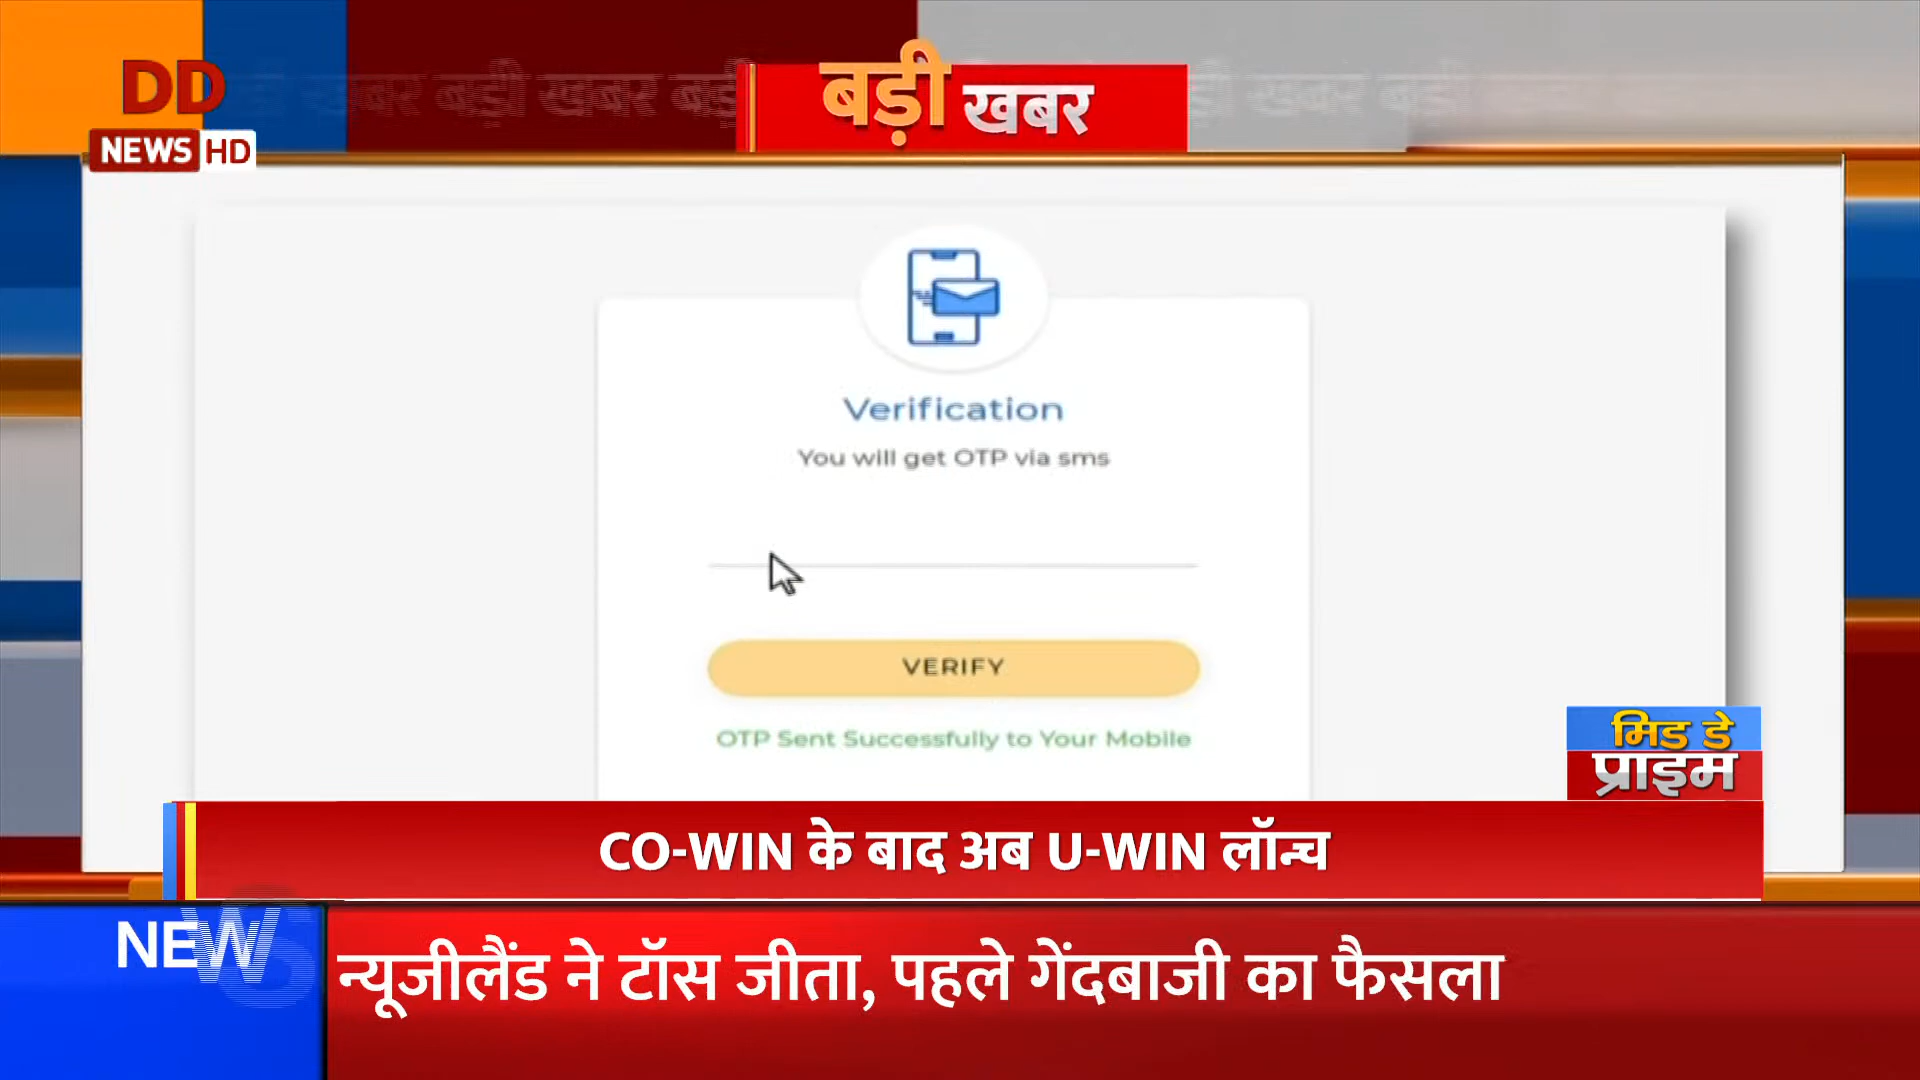 DD
NEWS HD
बड़ी खबर
Verification
You will get OTP via sms
VERIFY
OTP Sent Successfully to Your Mobile
मिड डे
प्राइम
CO-WIN के बाद अब U-WIN लॉन्च
NEWS
न्यूजीलैंड ने टॉस जीता, पहले गेंदबाजी का फैसला